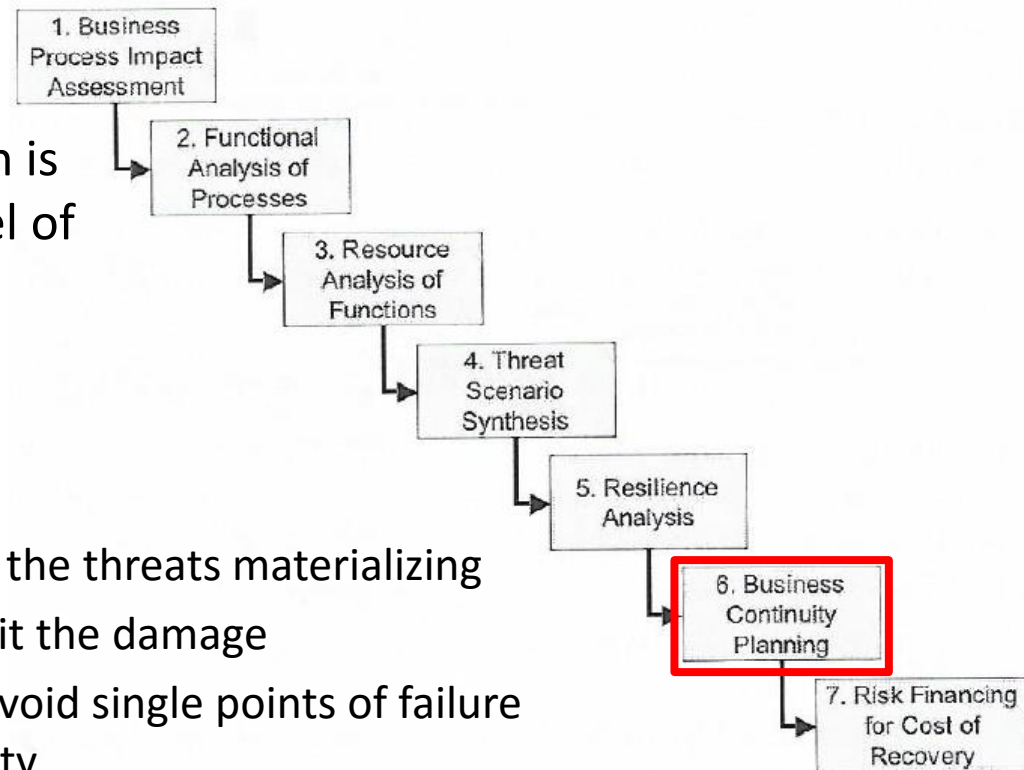 1. Business
Process Impact
Assessment
is
2. Functional
Analysis of
Processes
of
3. Resource
Analysis of
Functions
4. Threat
Scenario
Synthesis
5. Resilience
Analysis
the threats materializing
6. Business
Continuity
Planning
the damage
void single points of failure
7. Risk Financing
for Cost of
Recovery